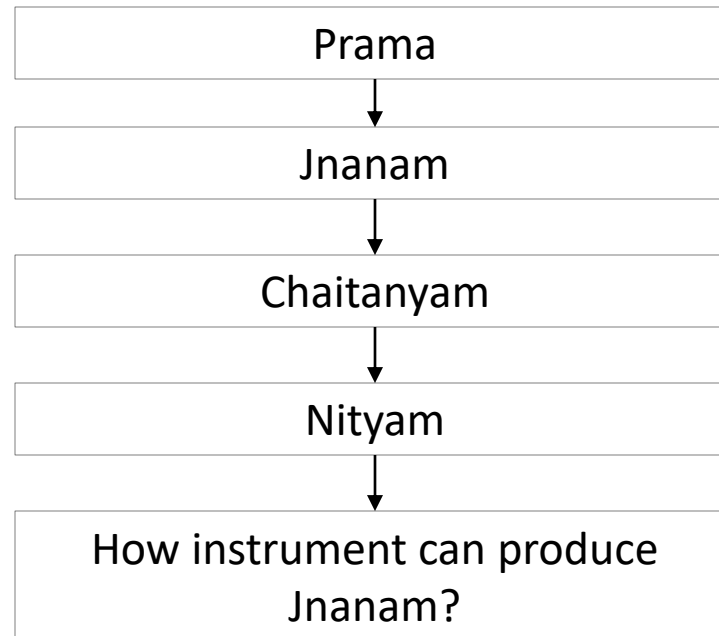 Prama
Jnanam
Chaitanyam
Nityam
How instrument can produce
Jnanam?